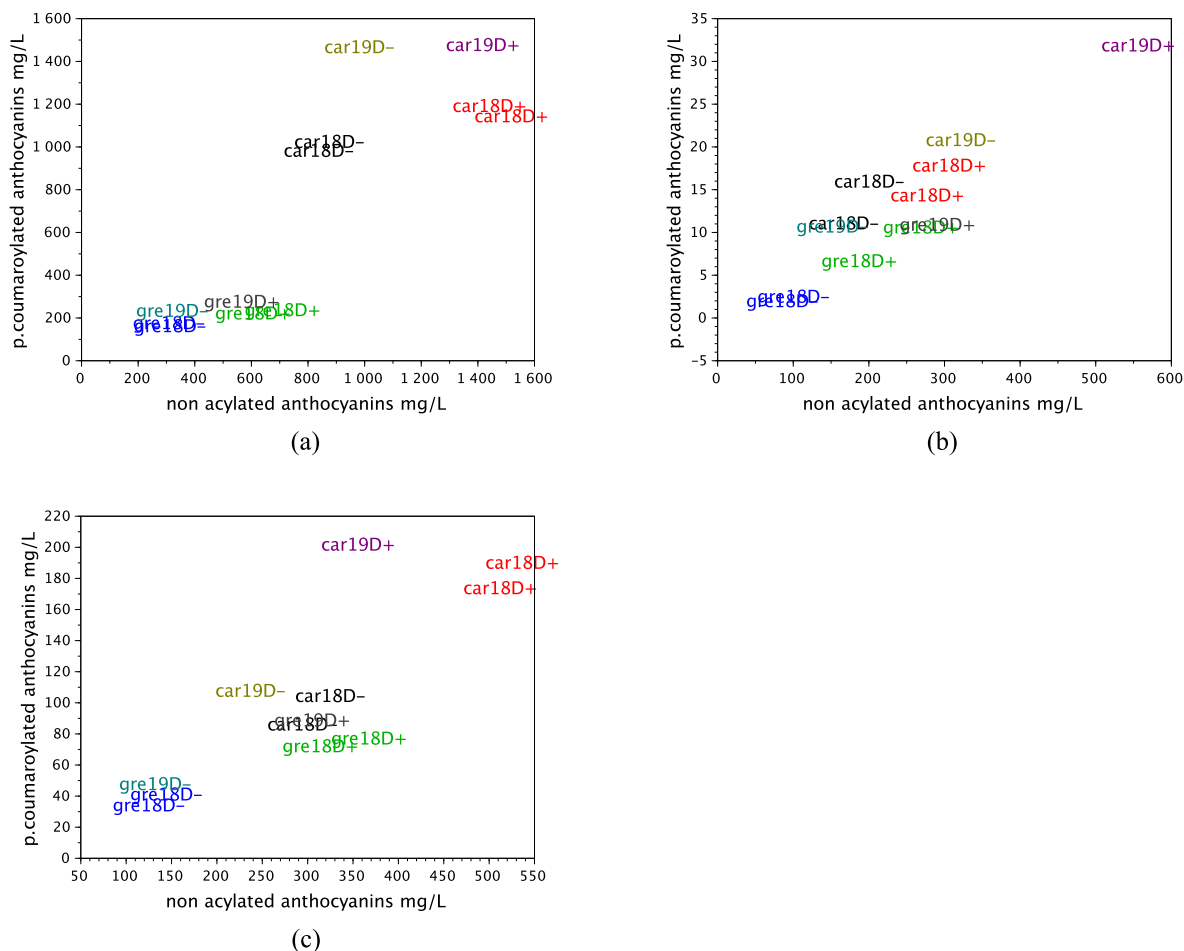 1 600
1 400
1 200
1 000
800
600
400
200
0
p.coumaroylated anthocyanins mg/L
car19D−
car19D+
car18D+
car18D+
car18D−
car18D−
gre19D−
gre19D+
gre18D+
gre18D+
gre18D−
gre18D−
0 200 400 600 800 1 000 1 200 1 400 1 600
non acylated anthocyanins mg/L
(a)
35
30
25
20
15
10
5
0
−5
p.coumaroylated anthocyanins mg/L
car19D+
car19D−
car18D+
car18D−
car18D+
car18D−
gre19D−
gre18D+
gre19D+
gre18D+
gre18D−
gre18D−
0 100 200 300 400 500 600
non acylated anthocyanins mg/L
(b)
220
200
180
160
140
120
100
80
60
40
20
0
p.coumaroylated anthocyanins mg/L
car19D+
car18D+
car18D+
car19D−
car18D−
gre19D+
car18D−
gre18D+
gre18D+
gre19D−
gre18D−
gre18D−
50 100 150 200 250 300 350 400 450 500 550
non acylated anthocyanins mg/L
(c)